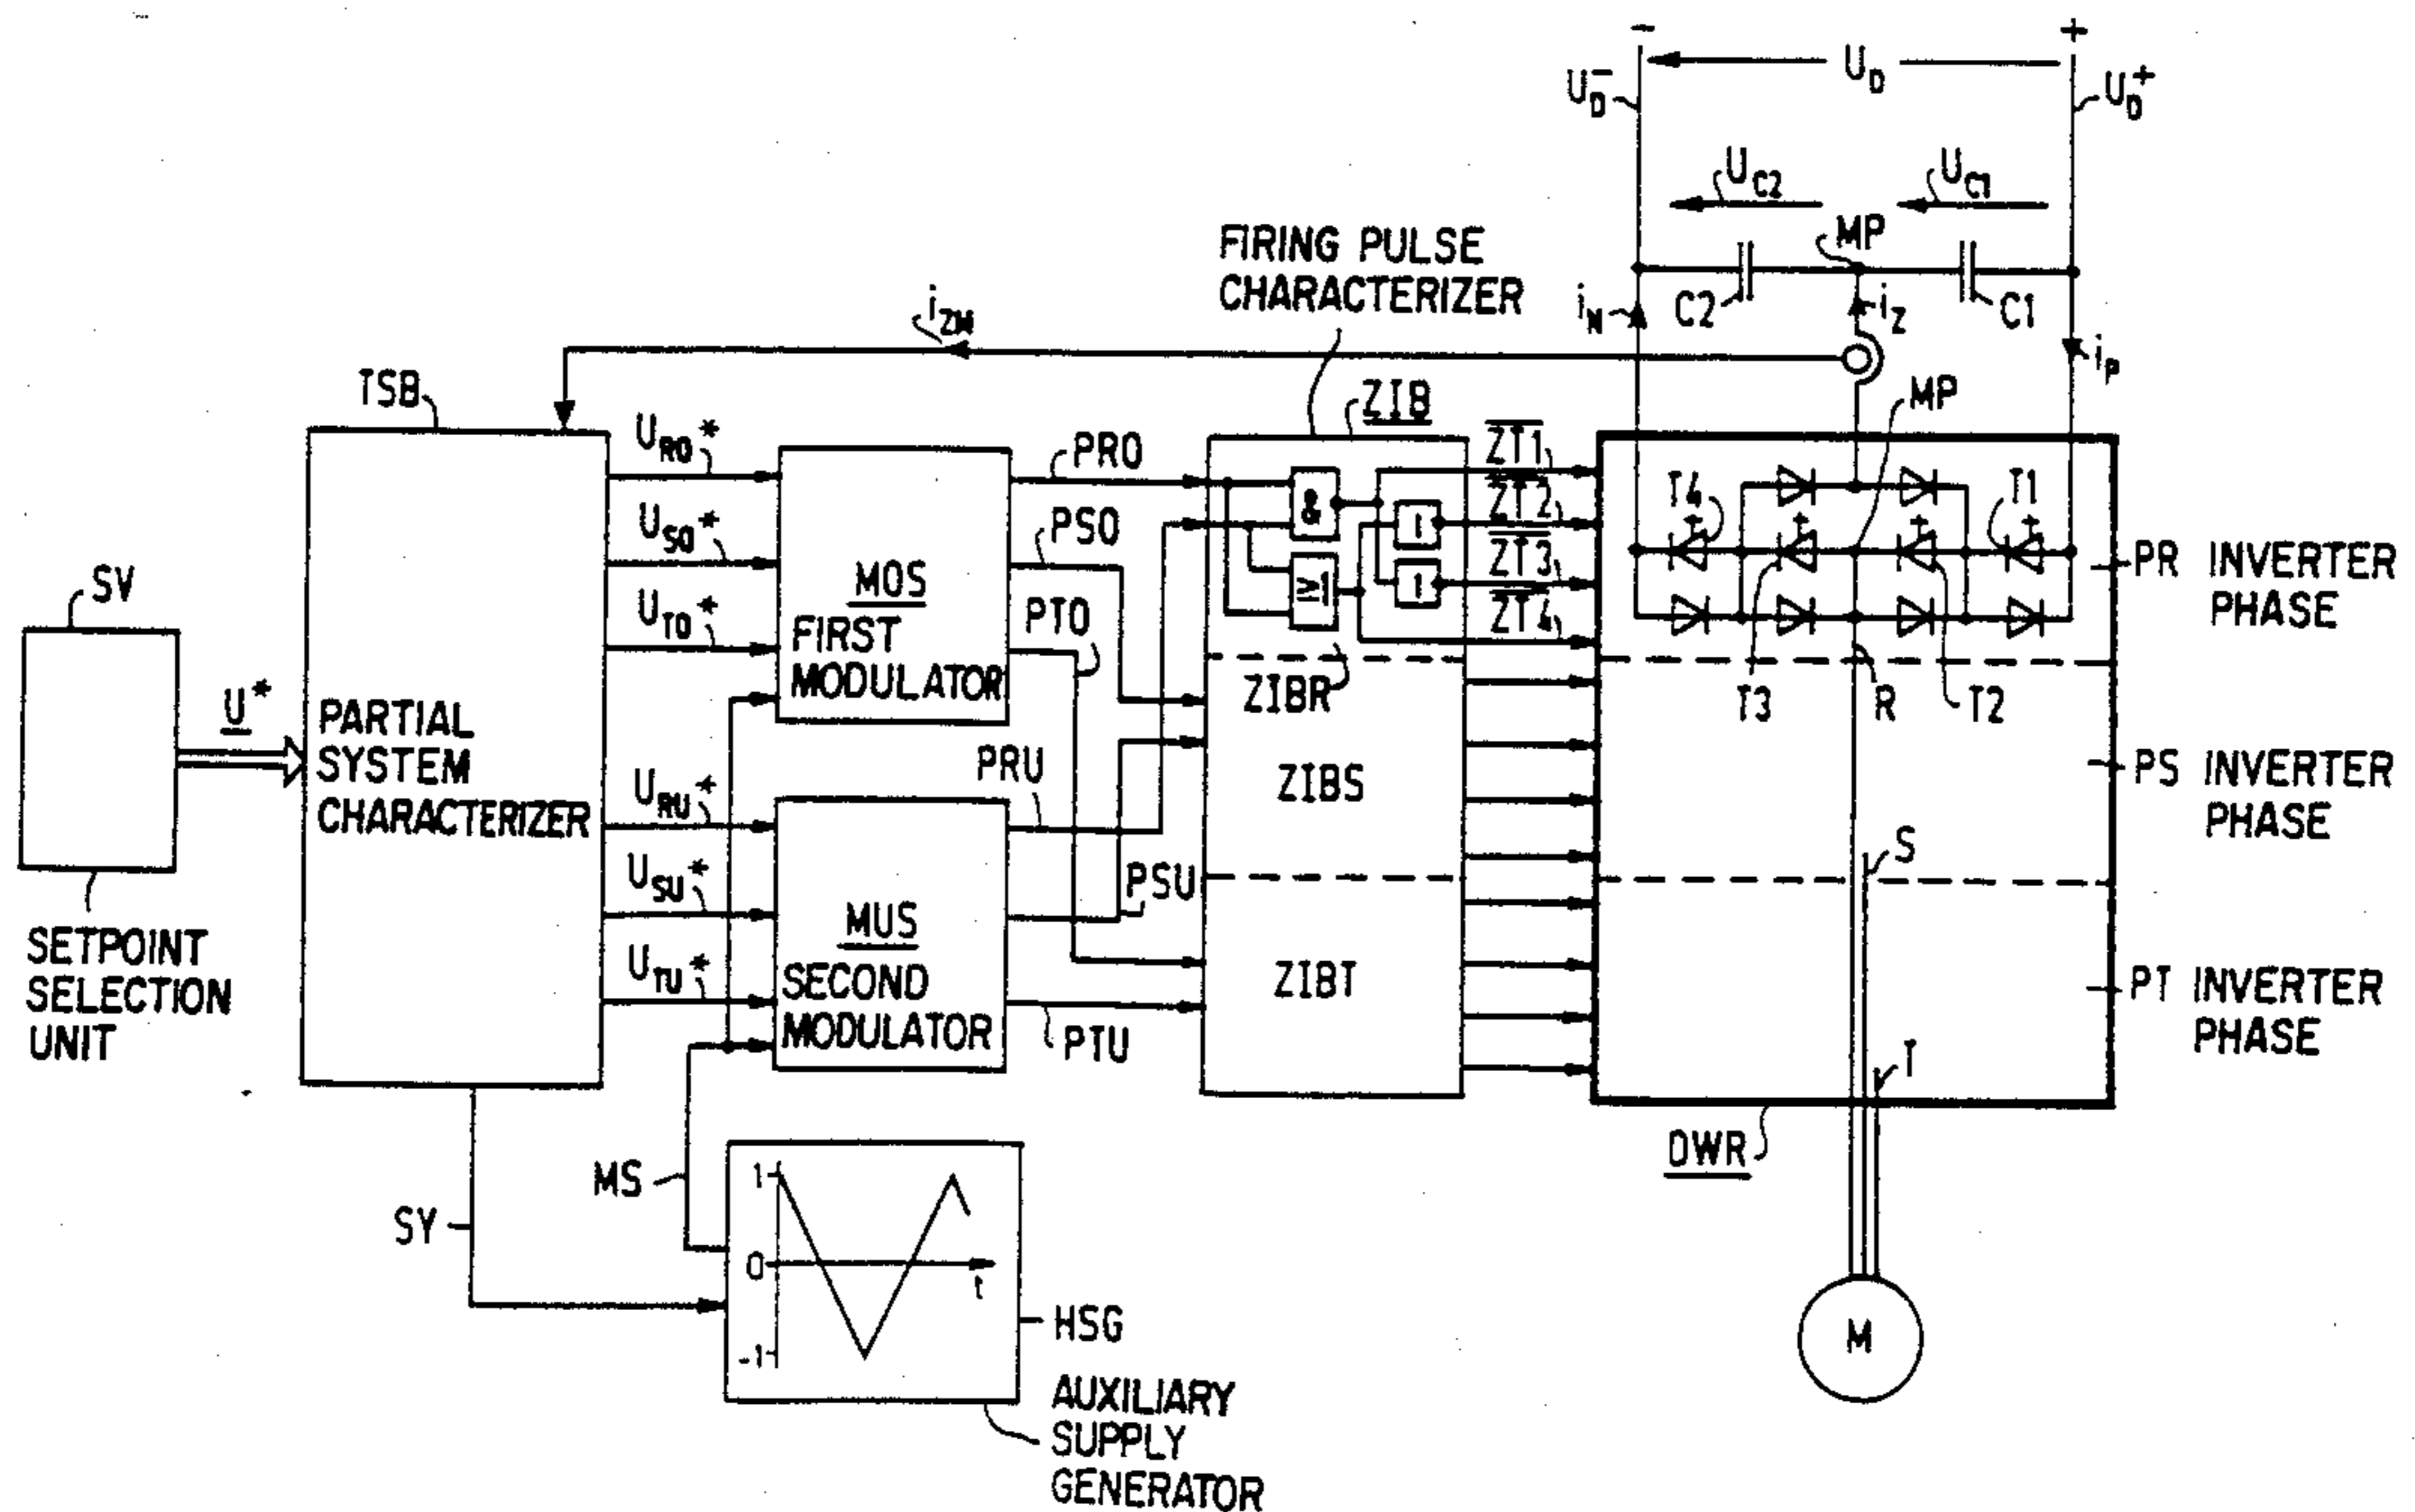 - +
U_D^- U_D U_D^+
U_C2 U_C1
MP
FIRING PULSE
CHARACTERIZER
i_N C2 i_Z C1
i_ZM
i_P
TSB
ZIB
MP
U_RO* PRO ZT1
T4 T1
ZT2
U_SO* PSO & –
ZT3
SV
MOS
≥1 –
PR INVERTER
PHASE
U_TO* FIRST
MODULATOR
PTO ZT4
ZIBR
T3 R T2
U*
PARTIAL
SYSTEM
CHARACTERIZER
PRU
ZIBS
PS INVERTER
PHASE
U_RU*
S
U_SU* PSU
SETPOINT
SELECTION
UNIT
MUS
SECOND
MODULATOR
U_TU*
ZIBT
PT INVERTER
PHASE
PTU
T
DWR
MS
SY
1
0
-1
t
HSG
M
AUXILIARY
SUPPLY
GENERATOR